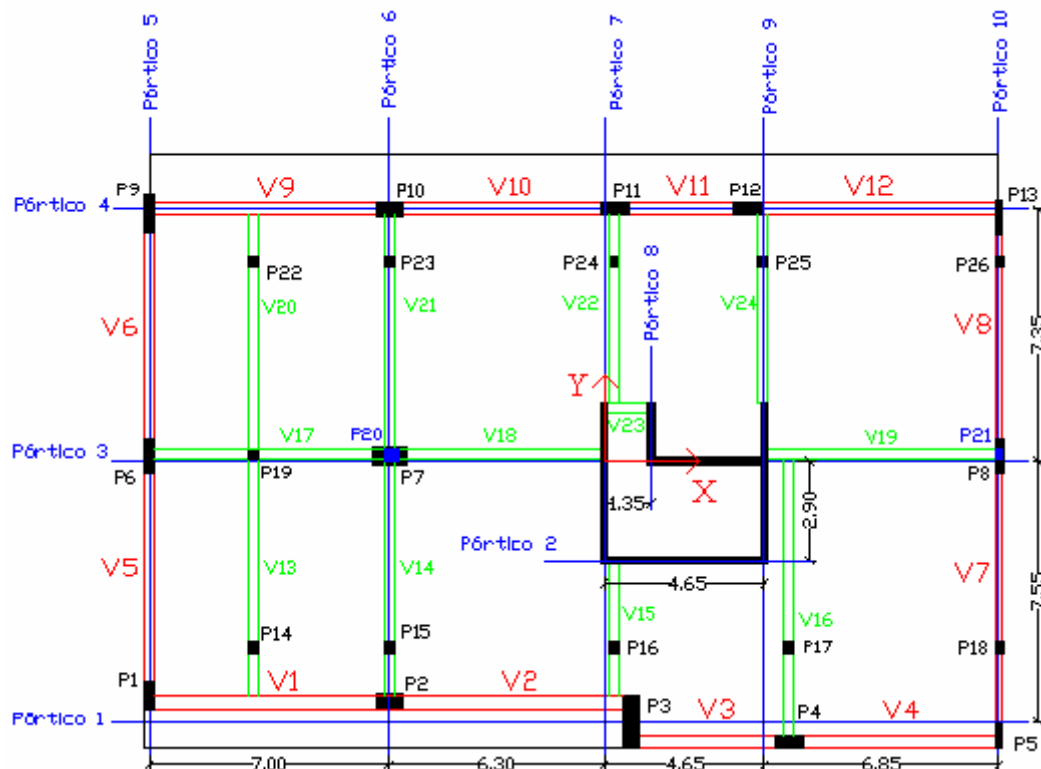 Pórtico 5
Pórtico 6
Pórtico 7
Pórtico 9
Pórtico 10
P9
V9
P10
V10
P11
V11
P12
V12
P13
Pórtico 4
P22
P23
P24
P25
P26
V20
V21
V22
Pórtico 8
V24
V6
V8
7.35
Y
V17
P20
V18
V23
V19
P21
Pórtico 3
P6
P19
P7
X
P8
1.35
2.90
Pórtico 2
V5
V13
V14
4.65
V7
7.55
V15
V16
P14
P15
P16
P17
P18
P1
V1
P2
V2
P3
V3
P4
V4
Pórtico 1
P5
7.00
6.30
4.65
6.85